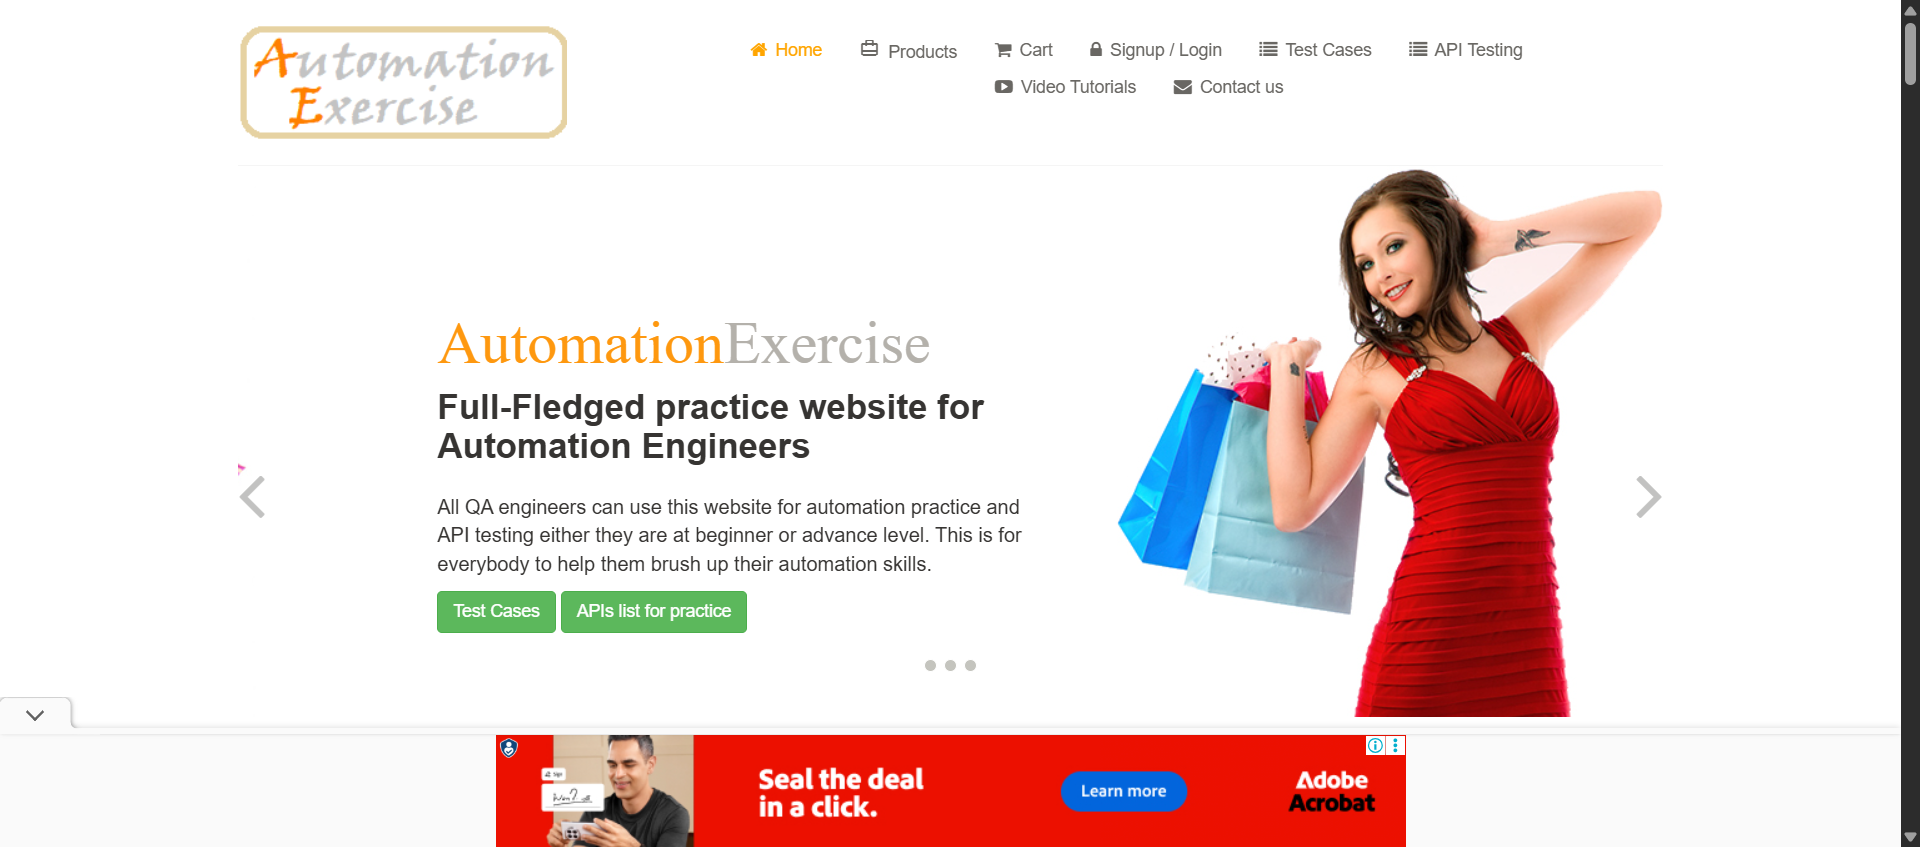 Automation
Exercise
Home
Products
Cart
Signup / Login
Test Cases
API Testing
Video Tutorials
Contact us
AutomationExercise
Full-Fledged practice website for
Automation Engineers
All QA engineers can use this website for automation practice and
API testing either they are at beginner or advance level. This is for
everybody to help them brush up their automation skills.
Test Cases
APIs list for practice
Sign
Seal the deal
in a click.
Learn more
Adobe
Acrobat